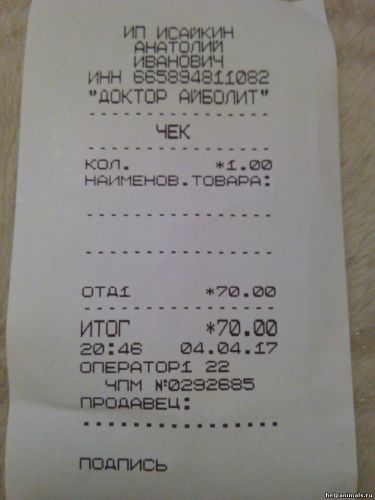 ИП ИСАЙКИН
АНАТОЛИЙ
ИВАНОВИЧ
ИНН 665894811082
"ДОКТОР АЙБОЛИТ"
ЧЕК
КОЛ. *1.00
НАИМЕНОВ.ТОВАРА:
ОТД1 *70.00
ИТОГ *70.00
20:46 04.04.17
ОПЕРАТОР1 22
ЧПМ №0292685
ПРОДАВЕЦ:
ПОДПИСЬ
helpanimals.ru